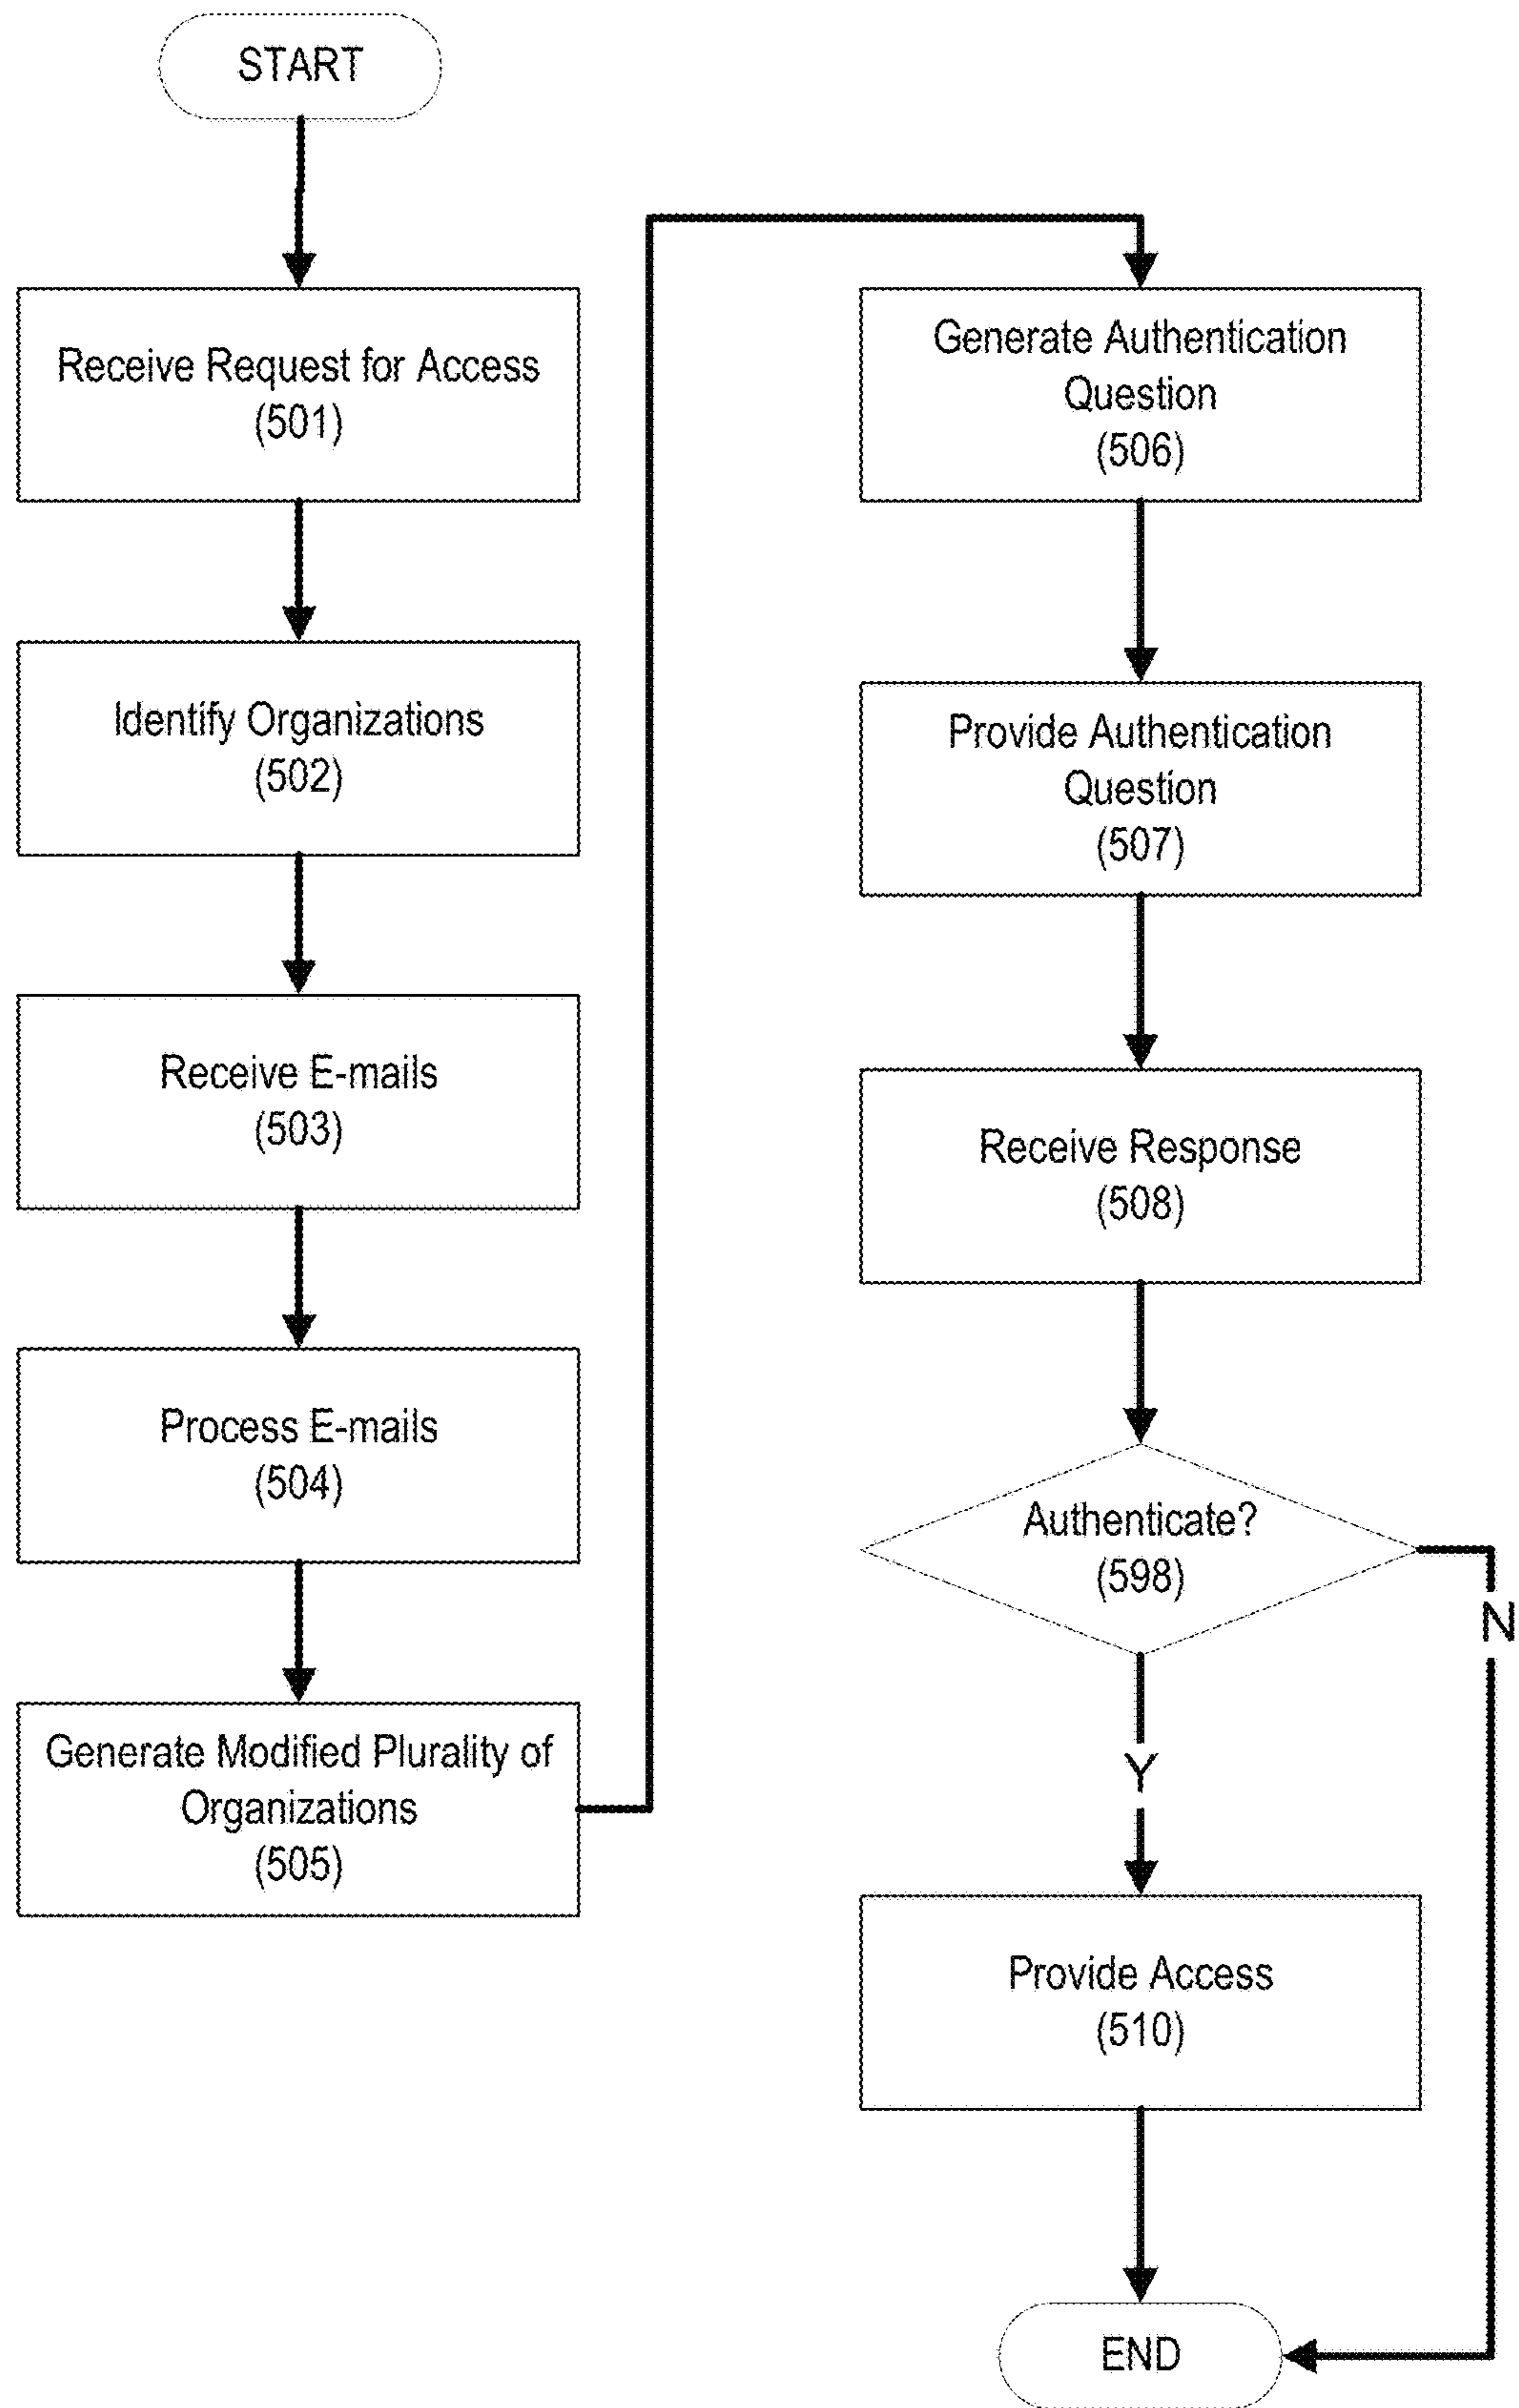 START
Receive Request for Access
(501)
Identify Organizations
(502)
Receive E-mails
(503)
Process E-mails
(504)
Generate Modified Plurality of
Organizations
(505)
Generate Authentication
Question
(506)
Provide Authentication
Question
(507)
Receive Response
(508)
Authenticate?
(598)
N
Y
Provide Access
(510)
END